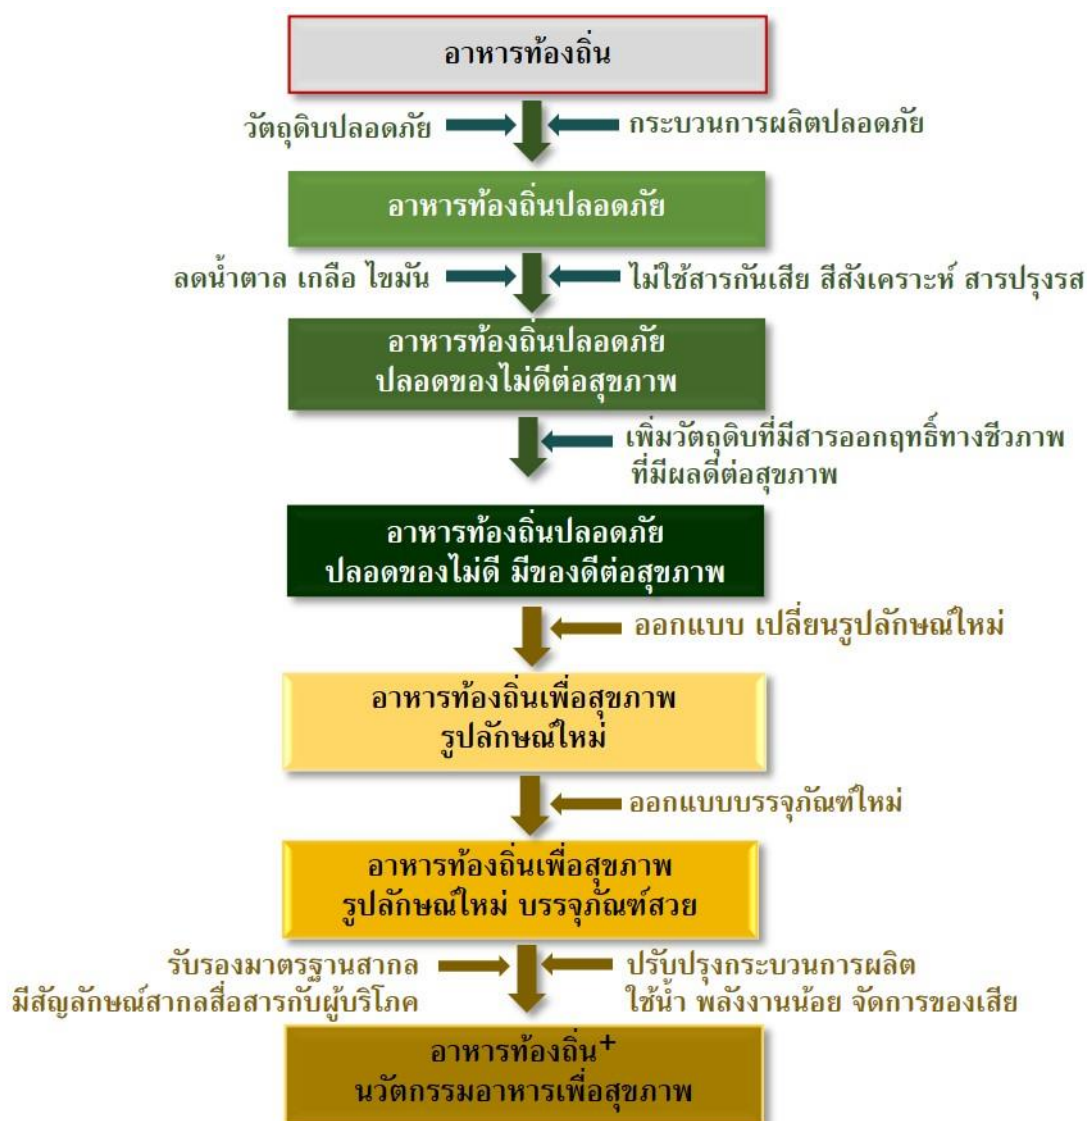 อาหารท้องถิ่น
วัตถุดิบปลอดภัย
กระบวนการผลิตปลอดภัย
อาหารท้องถิ่นปลอดภัย
ลดน้ำตาล เกลือ ไขมัน
ไม่ใช้สารกันเสีย สีสังเคราะห์ สารปรุงรส
อาหารท้องถิ่นปลอดภัย
ปลอดของไม่ดีต่อสุขภาพ
เพิ่มวัตถุดิบที่มีสารออกฤทธิ์ทางชีวภาพ
ที่มีผลดีต่อสุขภาพ
อาหารท้องถิ่นปลอดภัย
ปลอดของไม่ดี มีของดีต่อสุขภาพ
ออกแบบ เปลี่ยนรูปลักษณ์ใหม่
อาหารท้องถิ่นเพื่อสุขภาพ
รูปลักษณ์ใหม่
ออกแบบบรรจุภัณฑ์ใหม่
อาหารท้องถิ่นเพื่อสุขภาพ
รูปลักษณ์ใหม่ บรรจุภัณฑ์สวย
รับรองมาตรฐานสากล
มีสัญลักษณ์สากลสื่อสารกับผู้บริโภค
ปรับปรุงกระบวนการผลิต
ใช้น้ำ พลังงานน้อย จัดการของเสีย
อาหารท้องถิ่น+
นวัตกรรมอาหารเพื่อสุขภาพ